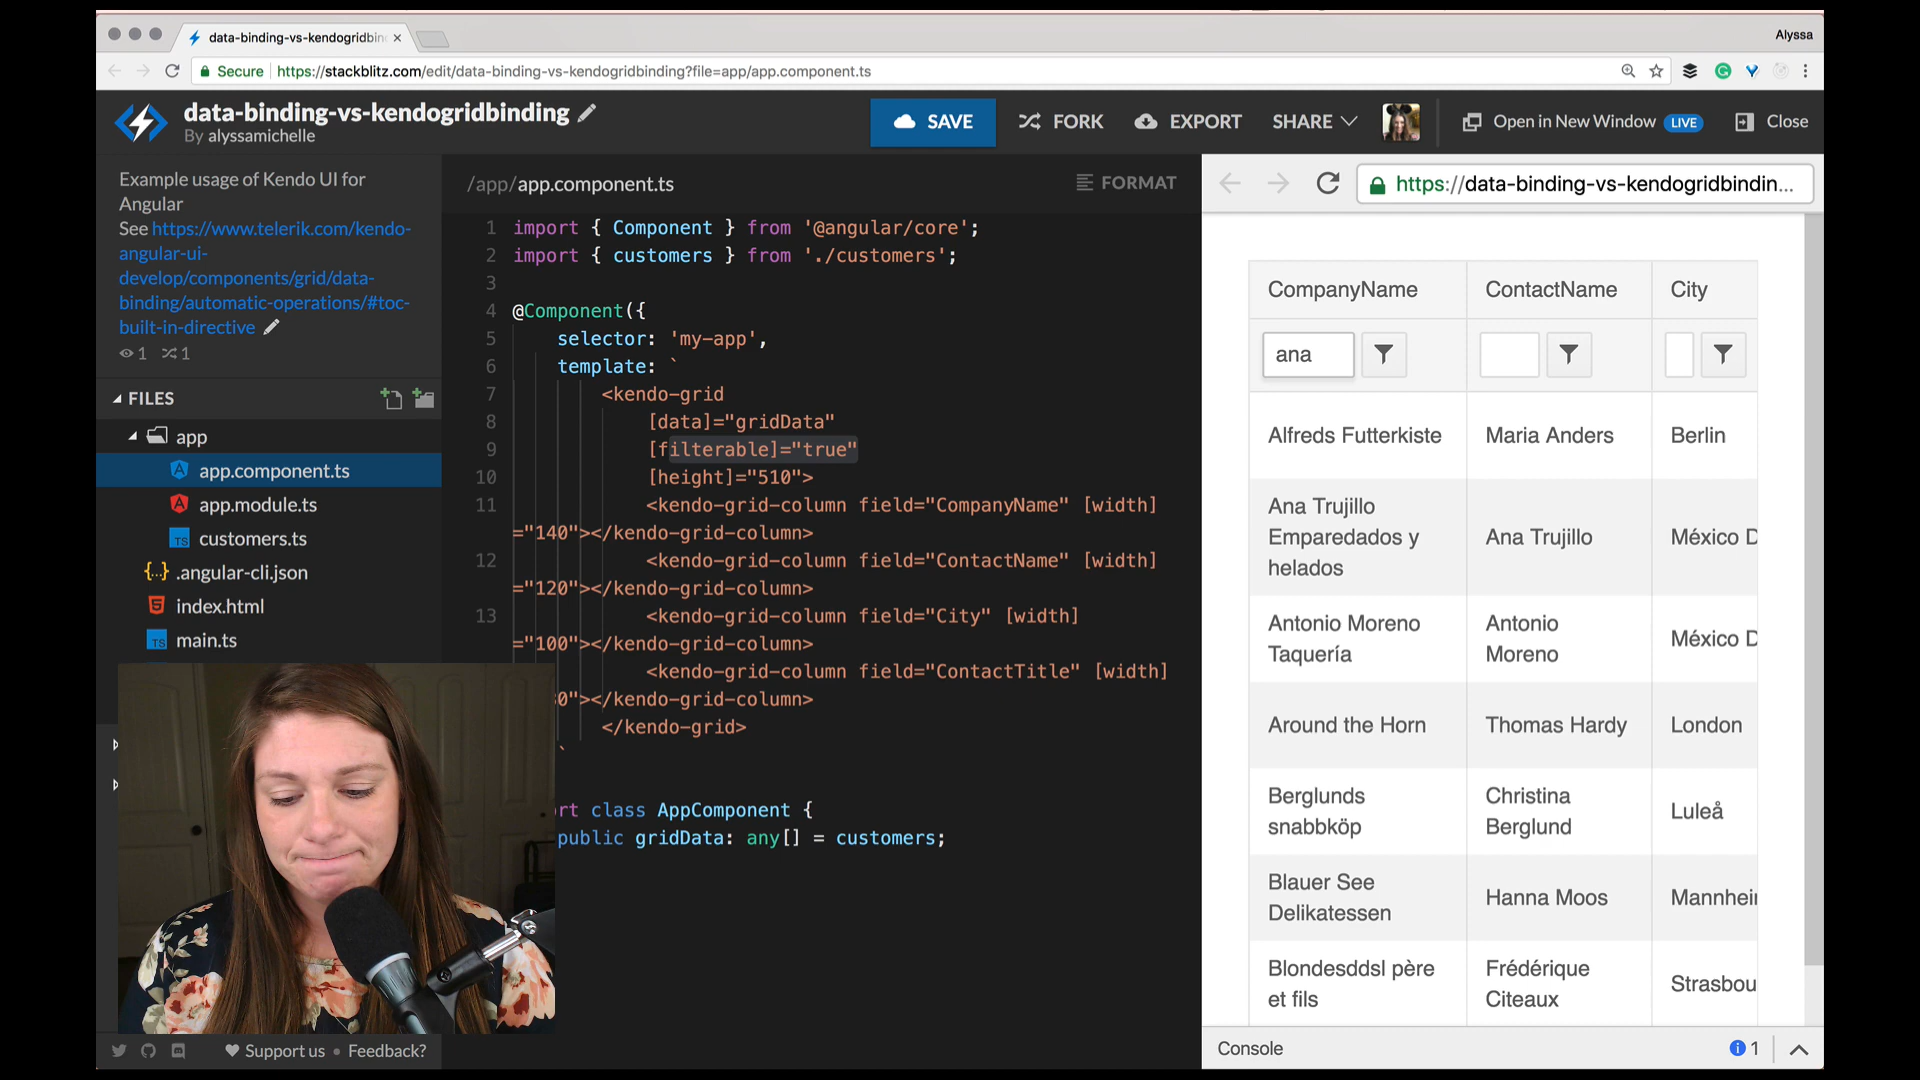 data-binding-vs-kendogridbin
Alyssa
Secure
https://stackblitz.com/edit/data-binding-vs-kendogridbinding?file=app/app.component.ts
data-binding-vs-kendogridbinding
By alyssamichelle
SAVE
FORK
EXPORT
SHARE
Open in New Window LIVE
Close
Example usage of Kendo UI for
Angular
See https://www.telerik.com/kendo-
angular-ui-
develop/components/grid/data-
binding/automatic-operations/#toc-
built-in-directive
1 1
FILES
app
app.component.ts
app.module.ts
TS customers.ts
{..} .angular-cli.json
index.html
TS main.ts
Support us • Feedback?
/app/app.component.ts
FORMAT
1 import { Component } from '@angular/core';
2 import { customers } from './customers';
3
4 @Component({
5 selector: 'my-app',
6 template: `
7 <kendo-grid
8 [data]="gridData"
9 [filterable]="true"
10 [height]="510">
11 <kendo-grid-column field="CompanyName" [width]
="140"></kendo-grid-column>
12 <kendo-grid-column field="ContactName" [width]
="120"></kendo-grid-column>
13 <kendo-grid-column field="City" [width]
="100"></kendo-grid-column>
<kendo-grid-column field="ContactTitle" [width]
0"></kendo-grid-column>
</kendo-grid>
`
rt class AppComponent {
public gridData: any[] = customers;
https://data-binding-vs-kendogridbindin...
CompanyName ContactName City
ana
Alfreds Futterkiste Maria Anders Berlin
Ana Trujillo
Emparedados y
helados
Ana Trujillo
México D
Antonio Moreno
Taquería
Antonio
Moreno
México D
Around the Horn Thomas Hardy London
Berglunds
snabbköp
Christina
Berglund
Luleå
Blauer See
Delikatessen
Hanna Moos
Mannhei
Blondesddsl père
et fils
Frédérique
Citeaux
Strasbou
Console
1